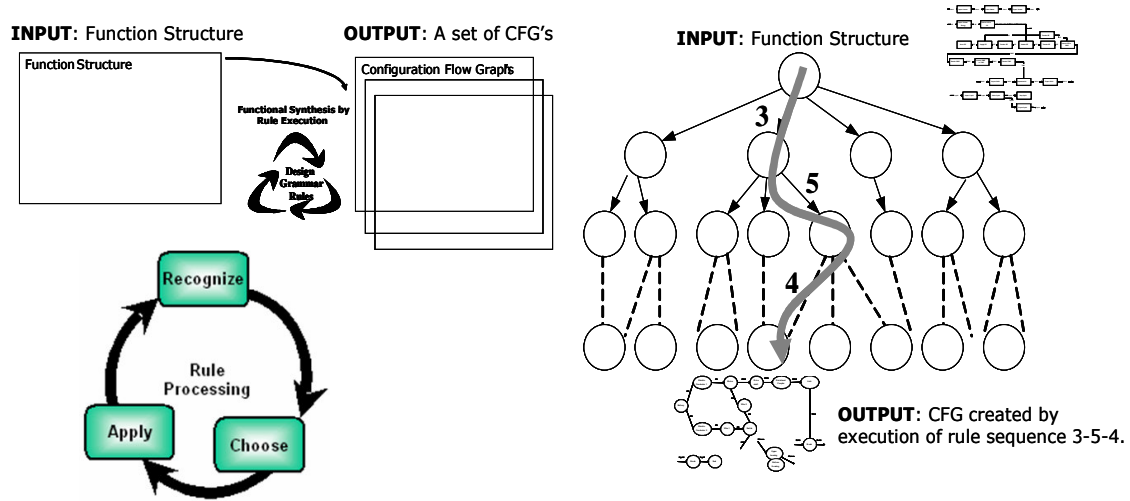 INPUT: Function Structure
OUTPUT: A set of CFG's
Function Structure
Configuration Flow Graphs
Functional Synthesis by
Rule Execution
Design
Grammar
Rules
Recognize
Rule
Processing
Apply
Choose
INPUT: Function Structure
3
5
4
OUTPUT: CFG created by
execution of rule sequence 3-5-4.